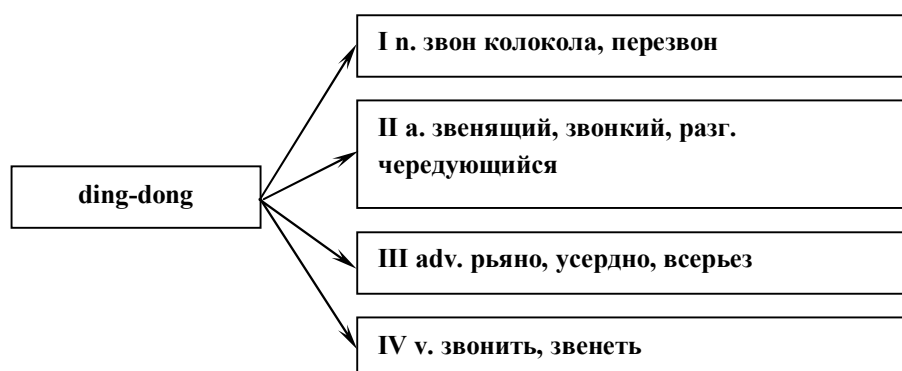 I n. звон колокола, перезвон
II a. звенящий, звонкий, разг.
чередующийся
ding-dong
III adv. рьяно, усердно, всерьез
IV v. звонить, звенеть